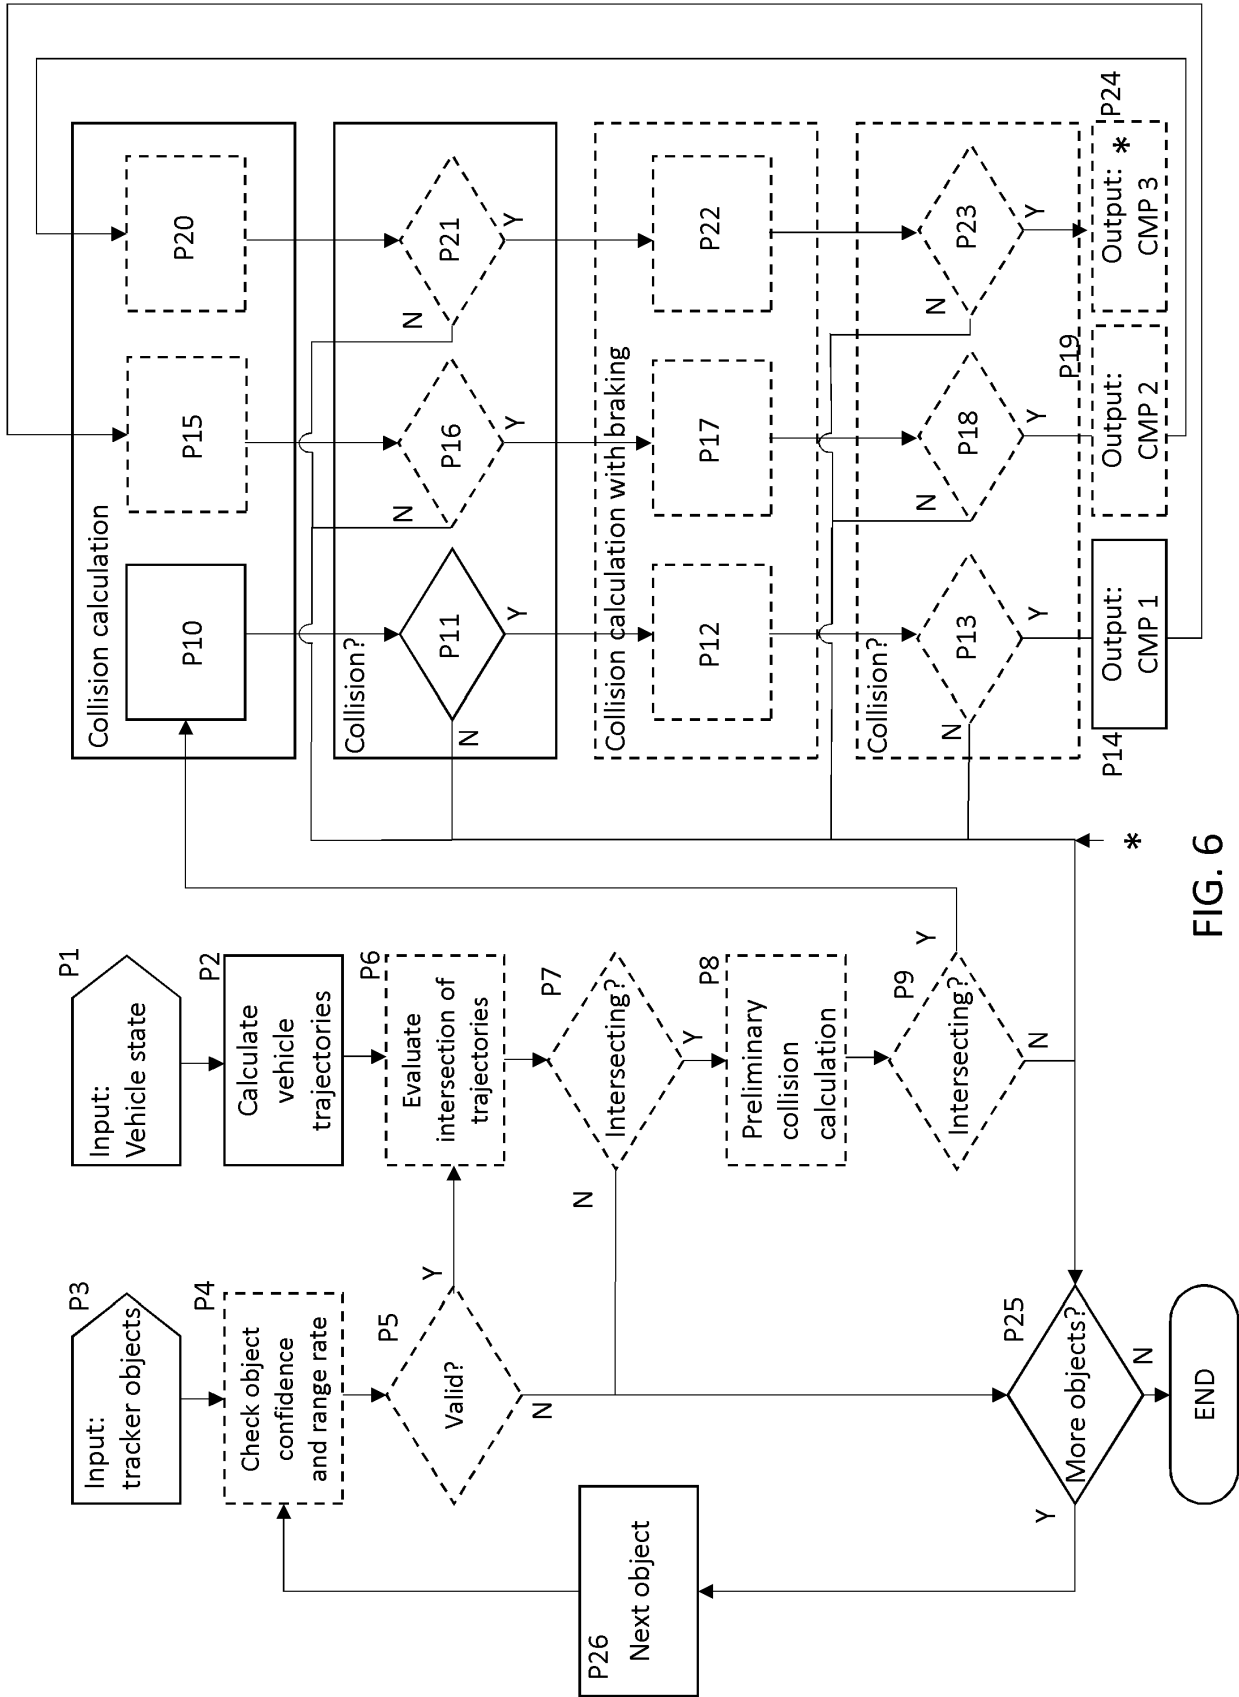 P3
Input:
tracker objects
P4
Check object
confidence
and range rate
P5
Valid?
Y
N
P26
Next object
P25
More objects?
Y
N
END
P1
Input:
Vehicle state
P2
Calculate
vehicle
trajectories
P6
Evaluate
intersection of
trajectories
P7
Intersecting?
N
Y
P8
Preliminary
collision
calculation
P9
Intersecting?
Y
N
*
Collision calculation
P10
P15
P20
Collision?
P11
N
Y
P16
N
Y
P21
N
Y
Collision calculation with braking
P12
P17
P22
Collision?
P13
N
Y
P18
N
Y
P23
N
Y
P14
Output:
CMP 1
P19
Output:
CMP 2
P24
Output: *
CMP 3
FIG. 6